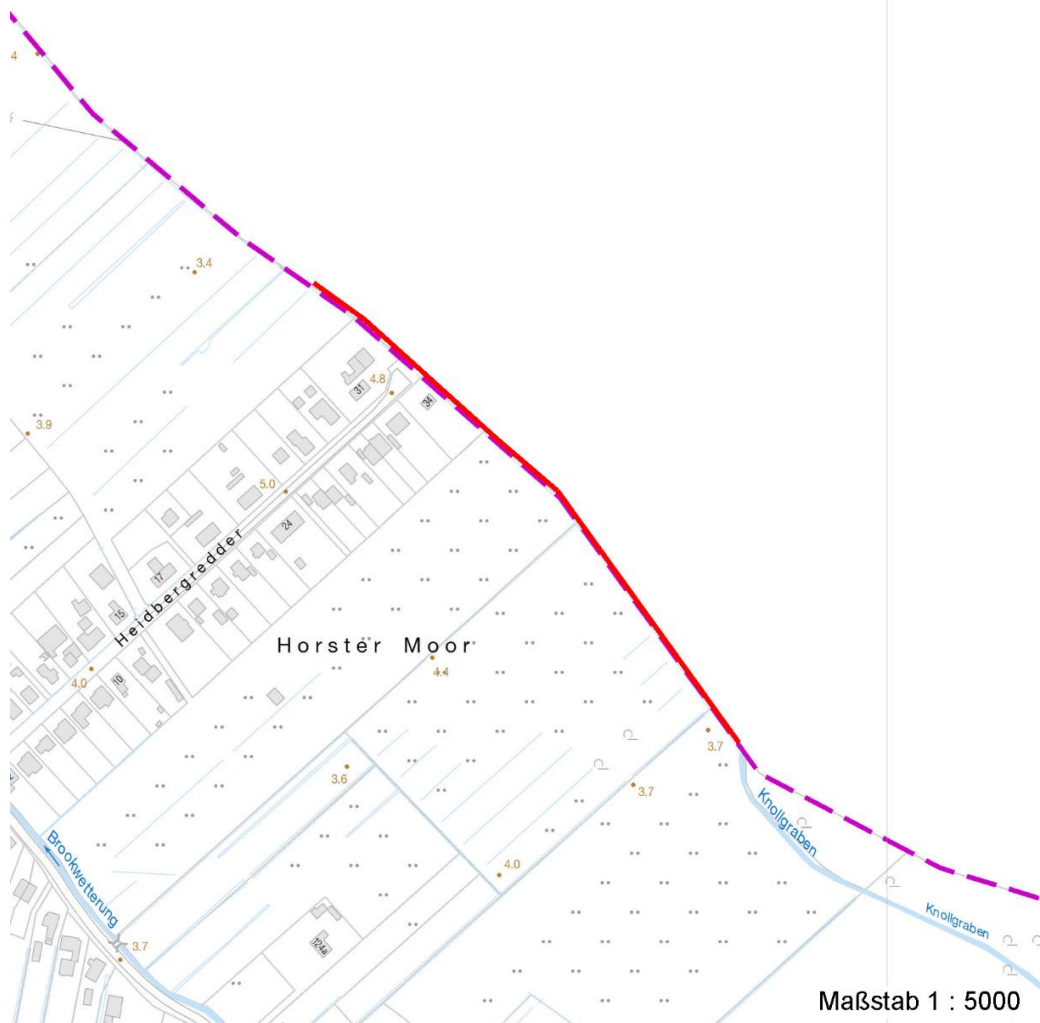 4
3.4
4.8
31
34
3.9
5.0
24
Heidbergredder
17
15
Horster Moor
4.4
4.0
10
3.7
3.6
3.7
Knollgraben
Brookwetterung
4.0
Knollgraben
124a
3.7
Maßstab 1 : 5000